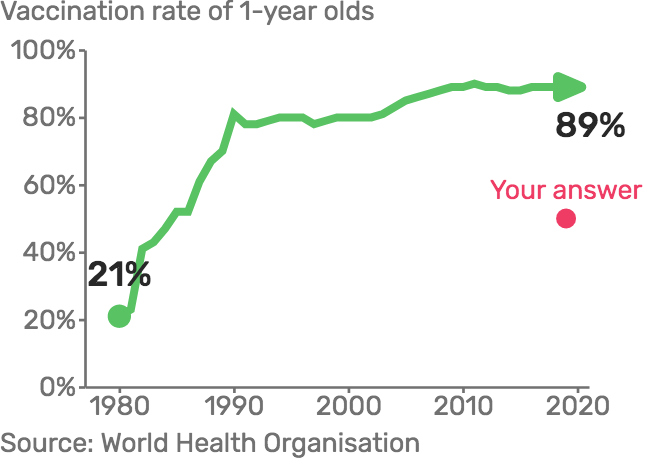 Vaccination rate of 1-year olds
100%
80%
89%
60%
Your answer
40%
21%
20%
0%
1980 1990 2000 2010 2020
Source: World Health Organisation